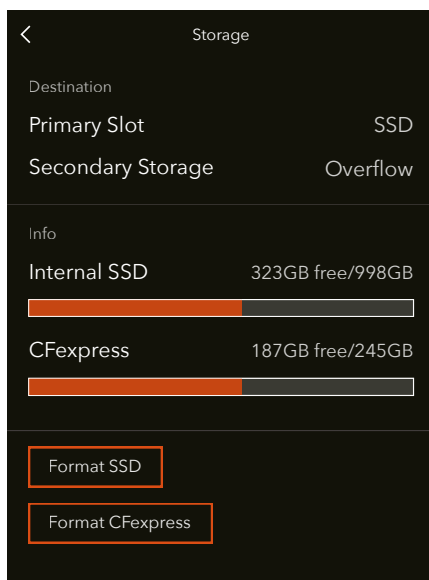 Storage
Destination
Primary Slot SSD
Secondary Storage Overflow
Info
Internal SSD 323GB free/998GB
CFexpress 187GB free/245GB
Format SSD
Format CFexpress